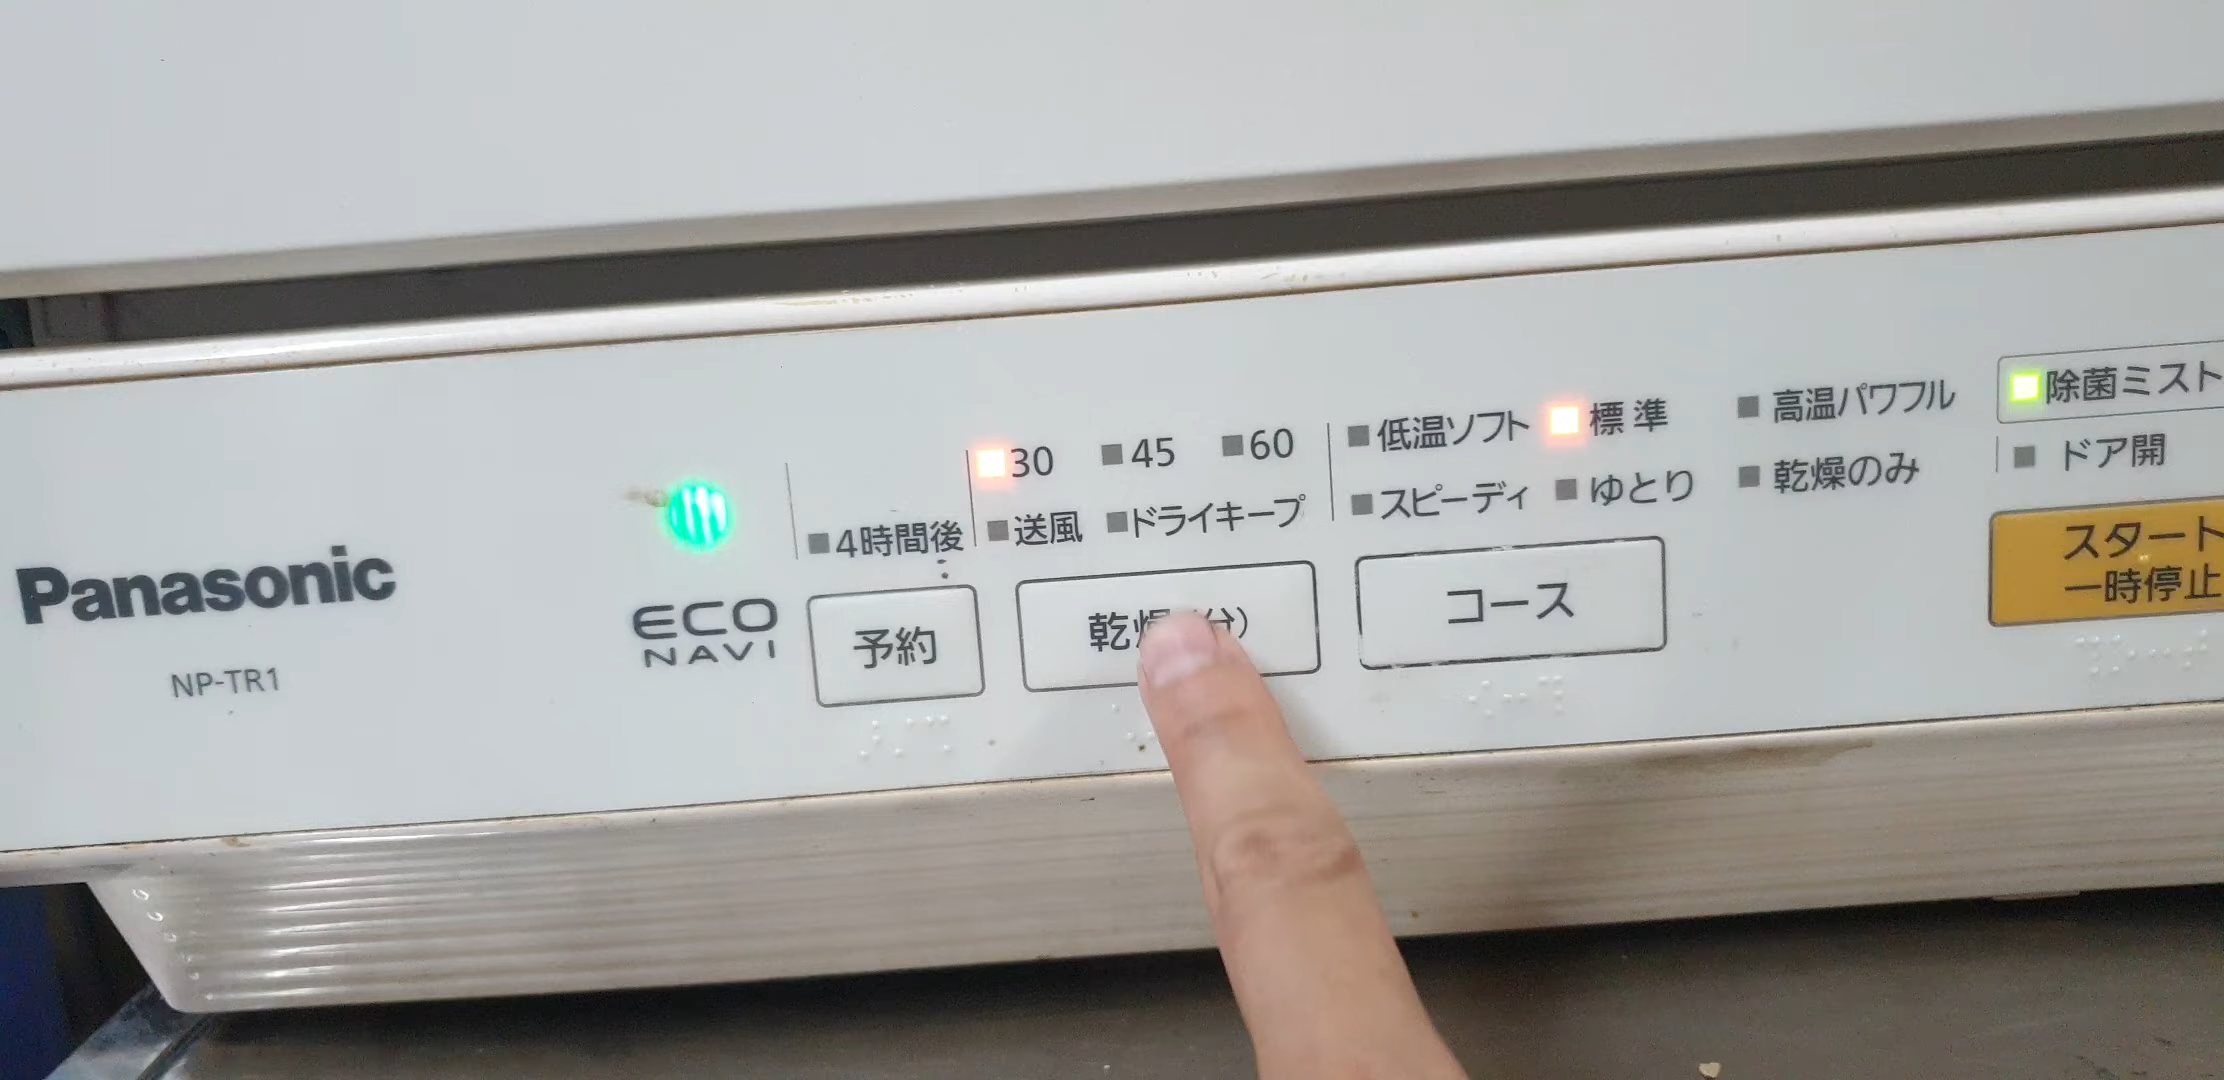 Panasonic
NP-TR1
ECO
NAVI
4時間後
30 45 60
送風 ドライキープ
低温ソフト 標準 高温パワフル
スピーディ ゆとり 乾燥のみ
除菌ミスト
ドア開
予約
乾 分)
コース
スタート
一時停止